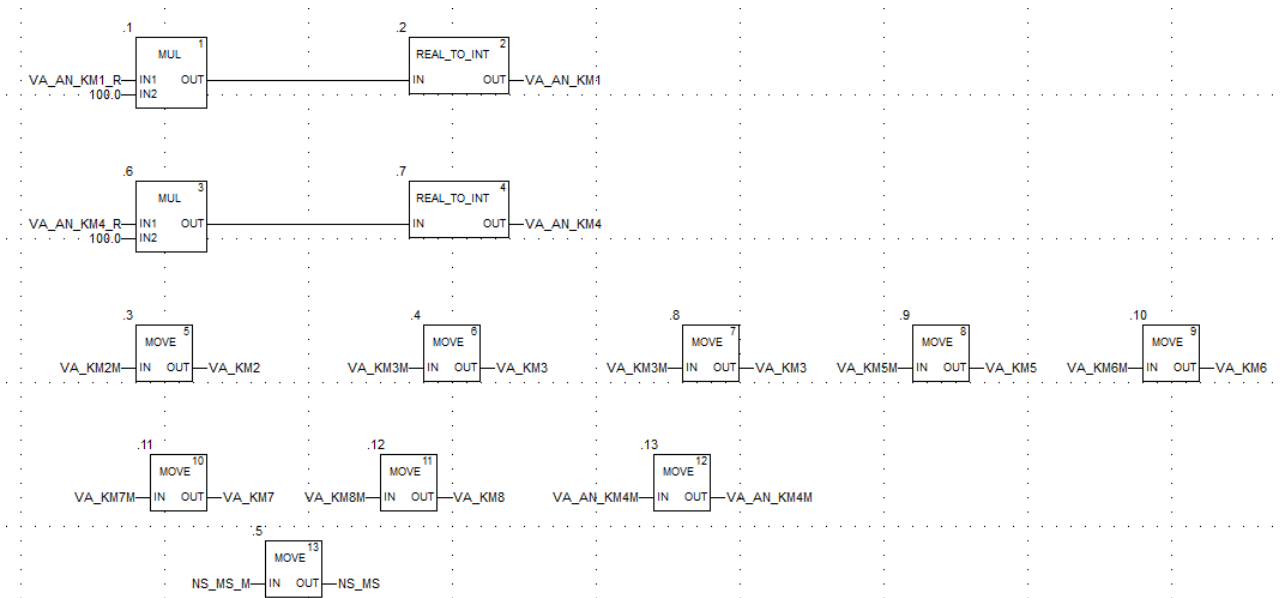 .1 .2
MUL 1 REAL_TO_INT 2
VA_AN_KM1_R IN1 OUT IN OUT VA_AN_KM1
100.0 IN2
.6 .7
MUL 3 REAL_TO_INT 4
VA_AN_KM4_R IN1 OUT IN OUT VA_AN_KM4
100.0 IN2
.3 .4 .8 .9 .10
MOVE 5 MOVE 6 MOVE 7 MOVE 8 MOVE 9
VA_KM2M IN OUT VA_KM2 VA_KM3M IN OUT VA_KM3 VA_KM3M IN OUT VA_KM3 VA_KM5M IN OUT VA_KM5 VA_KM6M IN OUT VA_KM6
.11 .12 .13
MOVE 10 MOVE 11 MOVE 12
VA_KM7M IN OUT VA_KM7 VA_KM8M IN OUT VA_KM8 VA_AN_KM4M IN OUT VA_AN_KM4M
.5
MOVE 13
NS_MS_M IN OUT NS_MS